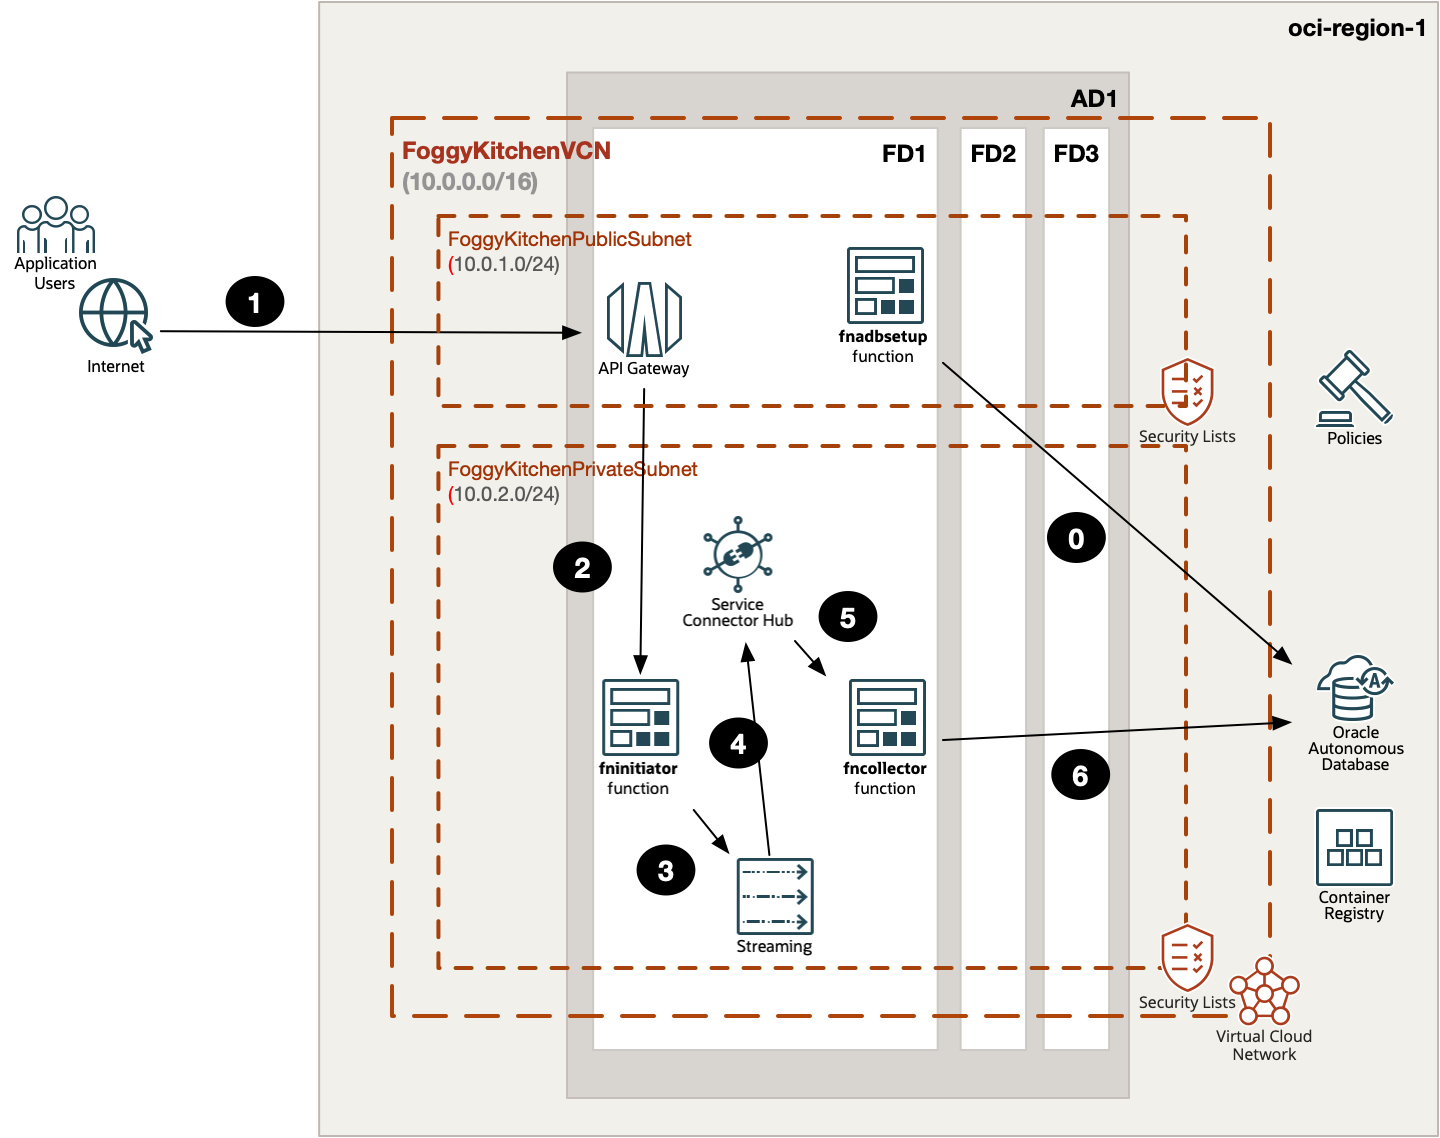 oci-region-1
AD1
FoggyKitchenVCN
(10.0.0.0/16)
FD1
FD2
FD3
Application
Users
Internet
1
FoggyKitchenPublicSubnet
(10.0.1.0/24)
API Gateway
fnadbsetup
function
Security Lists
Policies
FoggyKitchenPrivateSubnet
(10.0.2.0/24)
2
0
Service
Connector Hub
5
fninitiator
function
4
fncollector
function
6
A
Oracle
Autonomous
Database
3
Streaming
Container
Registry
Security Lists
Virtual Cloud
Network